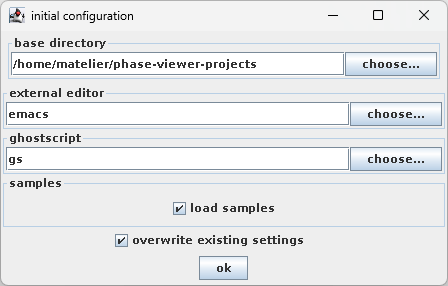 initial configuration
base directory
/home/matelier/phase-viewer-projects choose...
external editor
emacs choose...
ghostscript
gs choose...
samples
load samples
overwrite existing settings
ok